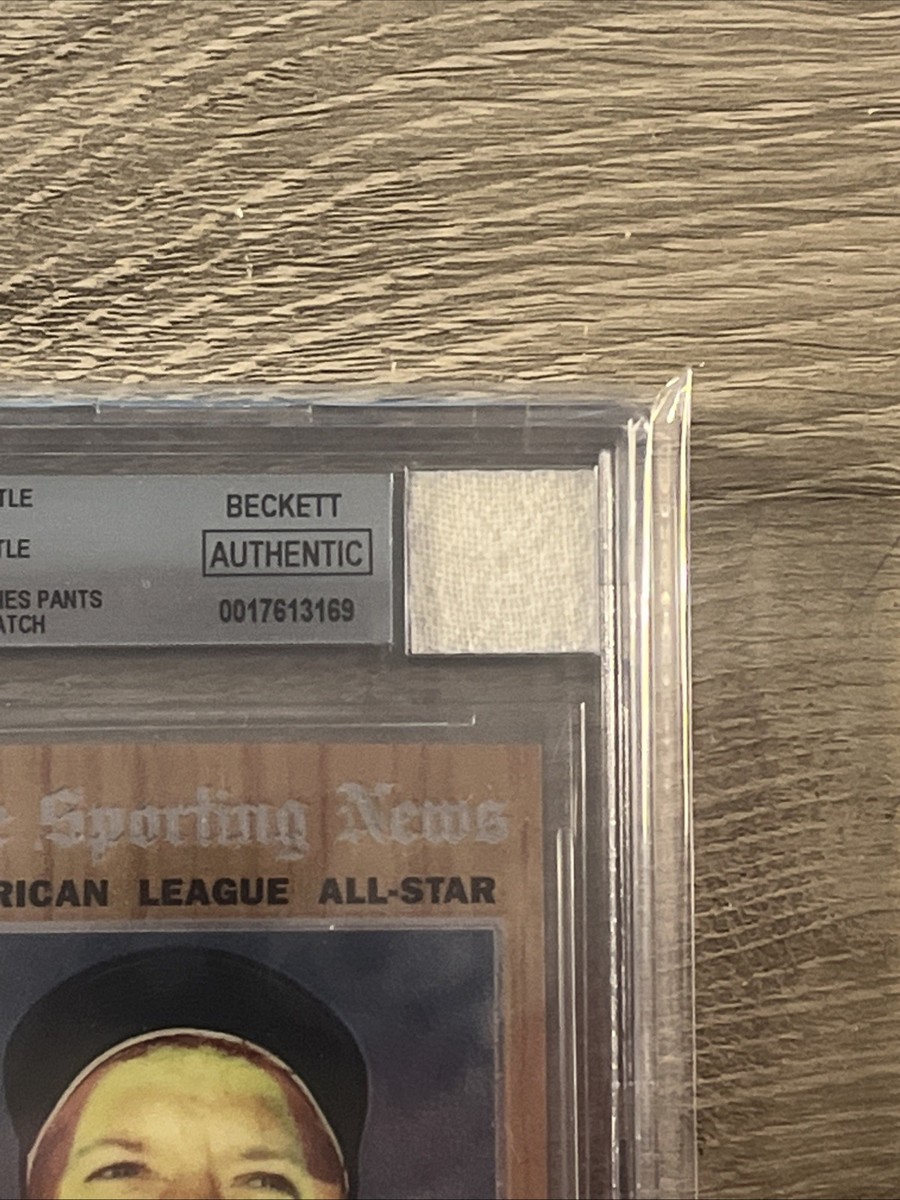 TLE
TLE
IES PANTS
ATCH
BECKETT
AUTHENTIC
0017613169
Sporting News
RICAN LEAGUE ALL-STAR